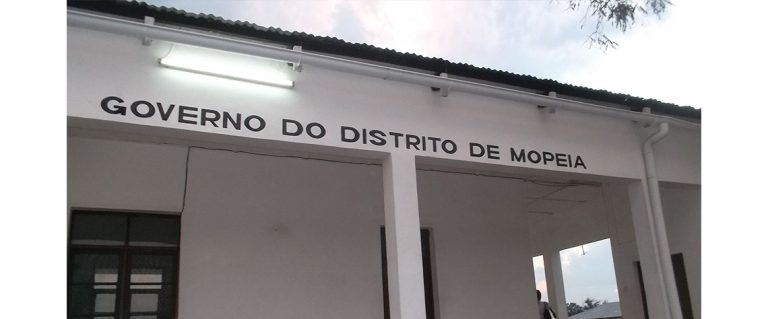 GOVERNO DO DISTRITO DE MOPEIA